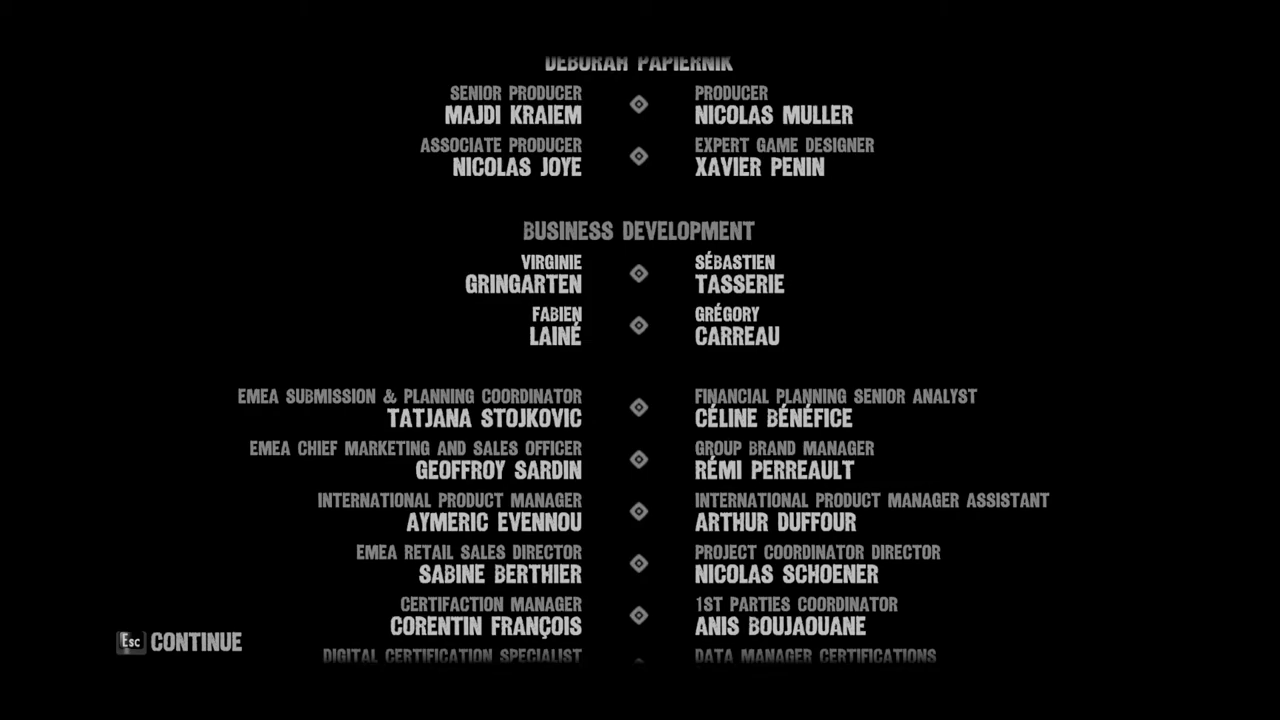 DEBORAH PAPIERNIK
SENIOR PRODUCER
MAJDI KRAIEM
PRODUCER
NICOLAS MULLER
ASSOCIATE PRODUCER
NICOLAS JOYE
EXPERT GAME DESIGNER
XAVIER PENIN
BUSINESS DEVELOPMENT
VIRGINIE
GRINGARTEN
SÉBASTIEN
TASSERIE
FABIEN
LAINÉ
GRÉGORY
CARREAU
EMEA SUBMISSION & PLANNING COORDINATOR
TATJANA STOJKOVIC
FINANCIAL PLANNING SENIOR ANALYST
CÉLINE BÉNÉFICE
EMEA CHIEF MARKETING AND SALES OFFICER
GEOFFROY SARDIN
GROUP BRAND MANAGER
RÉMI PERREAULT
INTERNATIONAL PRODUCT MANAGER
AYMERIC EVENNOU
INTERNATIONAL PRODUCT MANAGER ASSISTANT
ARTHUR DUFFOUR
EMEA RETAIL SALES DIRECTOR
SABINE BERTHIER
PROJECT COORDINATOR DIRECTOR
NICOLAS SCHOENER
CERTIFACTION MANAGER
CORENTIN FRANÇOIS
1ST PARTIES COORDINATOR
ANIS BOUJAOUANE
Esc CONTINUE
DIGITAL CERTIFICATION SPECIALIST
DATA MANAGER CERTIFICATIONS